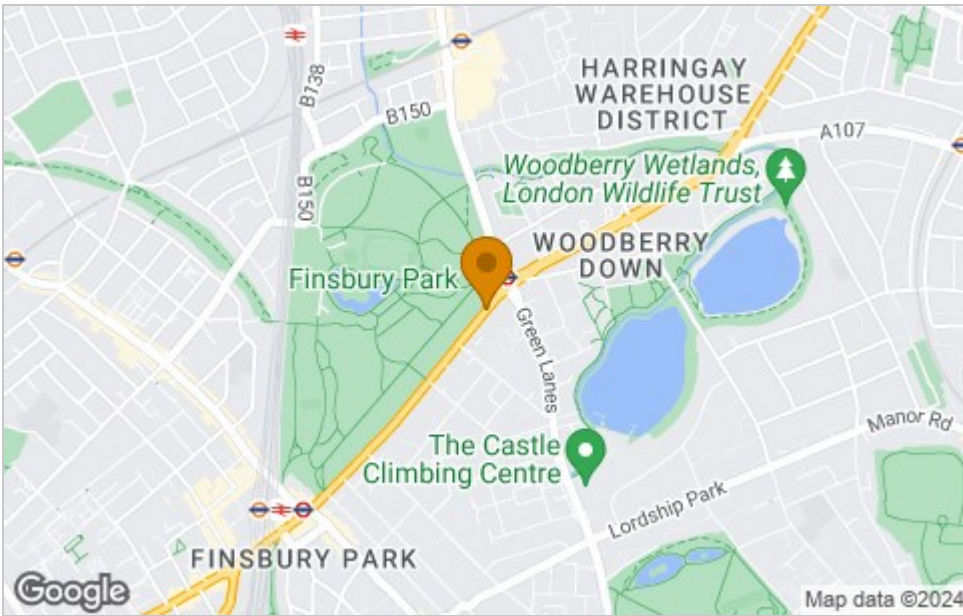 HARRINGAY
WAREHOUSE
DISTRICT
B138
B150
A107
Woodberry Wetlands,
London Wildlife Trust
B150
WOODBERRY
DOWN
Finsbury Park
Green Lanes
Manor Rd
The Castle
Climbing Centre
Lordship Park
FINSBURY PARK
Google
Map data ©2024